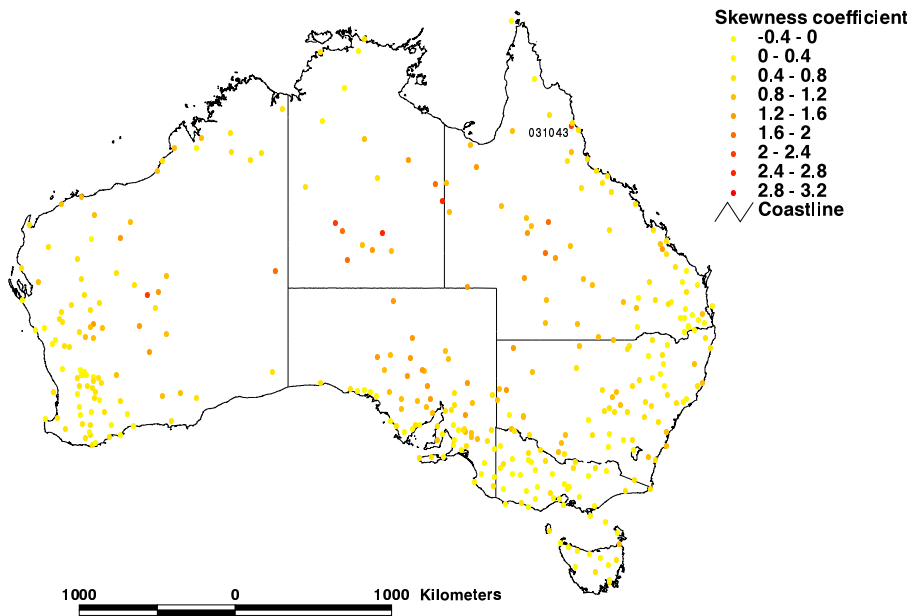 Skewness coefficient
-0.4 - 0
0 - 0.4
0.4 - 0.8
0.8 - 1.2
1.2 - 1.6
1.6 - 2
2 - 2.4
2.4 - 2.8
2.8 - 3.2
Coastline
031043
1000 0 1000 Kilometers